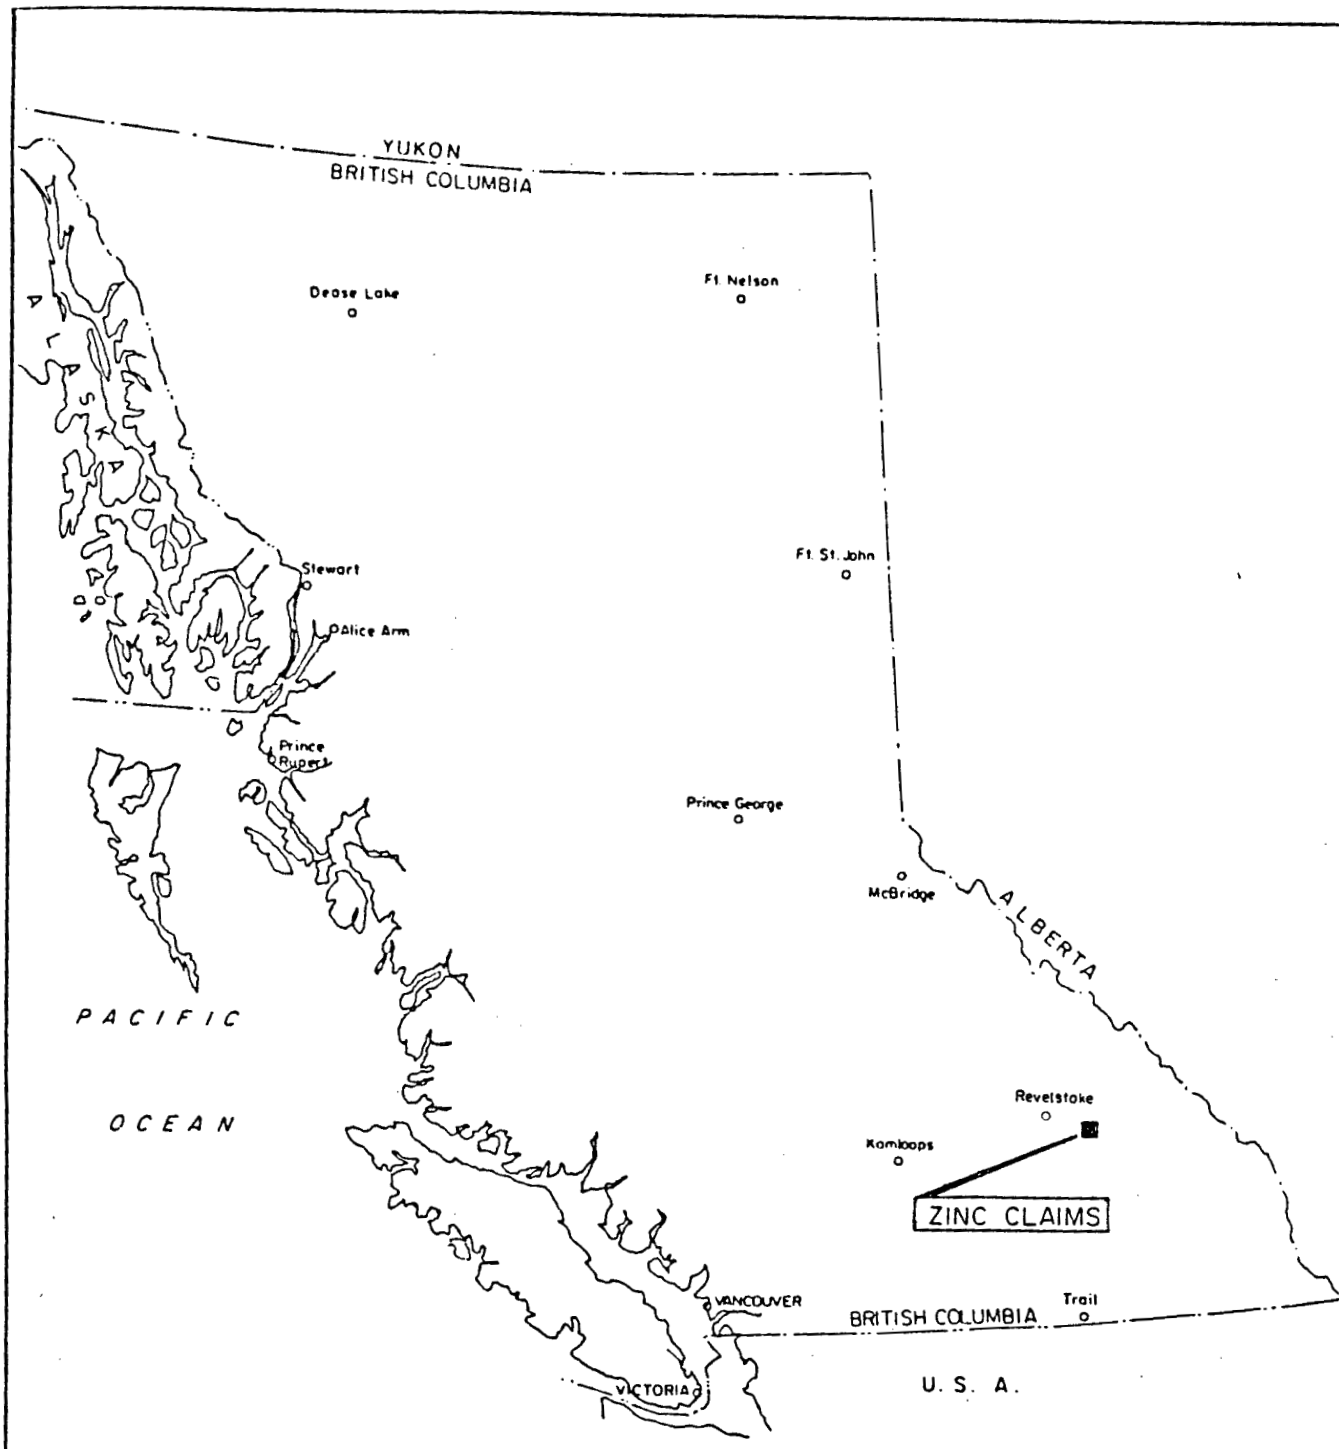 YUKON
BRITISH COLUMBIA
Dease Lake
Ft. Nelson
ALASKA
Ft. St. John
Stewart
Alice Arm
Prince
Rupert
Prince George
McBridge
ALBERTA
PACIFIC
OCEAN
Revelstoke
Kamloops
ZINC CLAIMS
VANCOUVER
BRITISH COLUMBIA
Trail
VICTORIA
U. S. A.